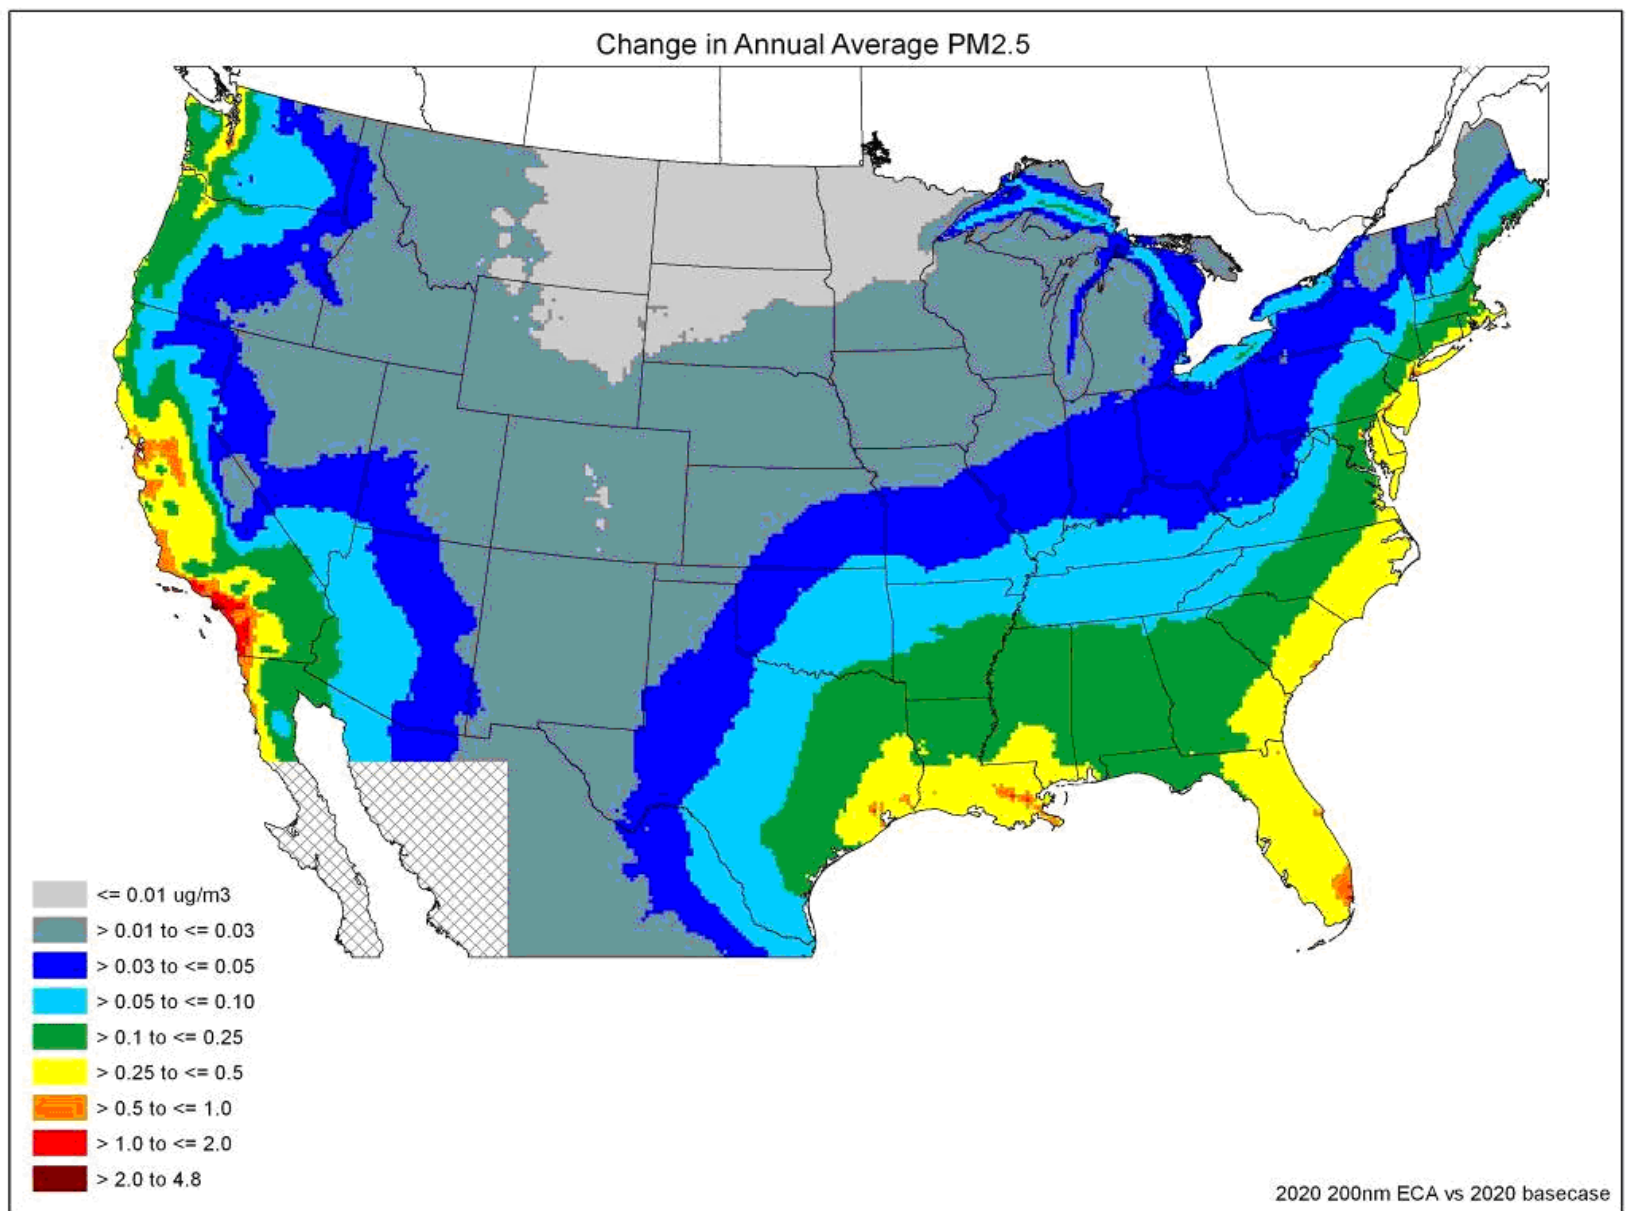 Change in Annual Average PM2.5
<= 0.01 ug/m3
> 0.01 to <= 0.03
> 0.03 to <= 0.05
> 0.05 to <= 0.10
> 0.1 to <= 0.25
> 0.25 to <= 0.5
> 0.5 to <= 1.0
> 1.0 to <= 2.0
> 2.0 to 4.8
2020 200nm ECA vs 2020 basecase